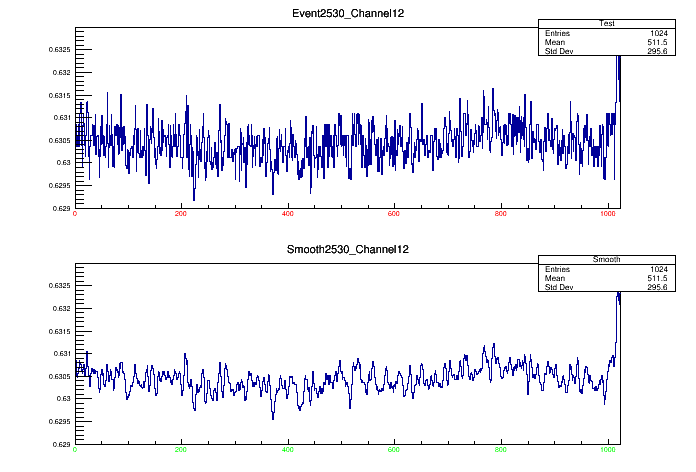 Event2530_Channel12
Test
Entries 1024
Mean 511.5
Std Dev 295.6
0.6325
0.632
0.6315
0.631
0.6305
0.63
0.6295
0.629
0 200 400 600 800 1000
Smooth2530_Channel12
Smooth
Entries 1024
Mean 511.5
Std Dev 295.6
0.6325
0.632
0.6315
0.631
0.6305
0.63
0.6295
0.629
0 200 400 600 800 1000